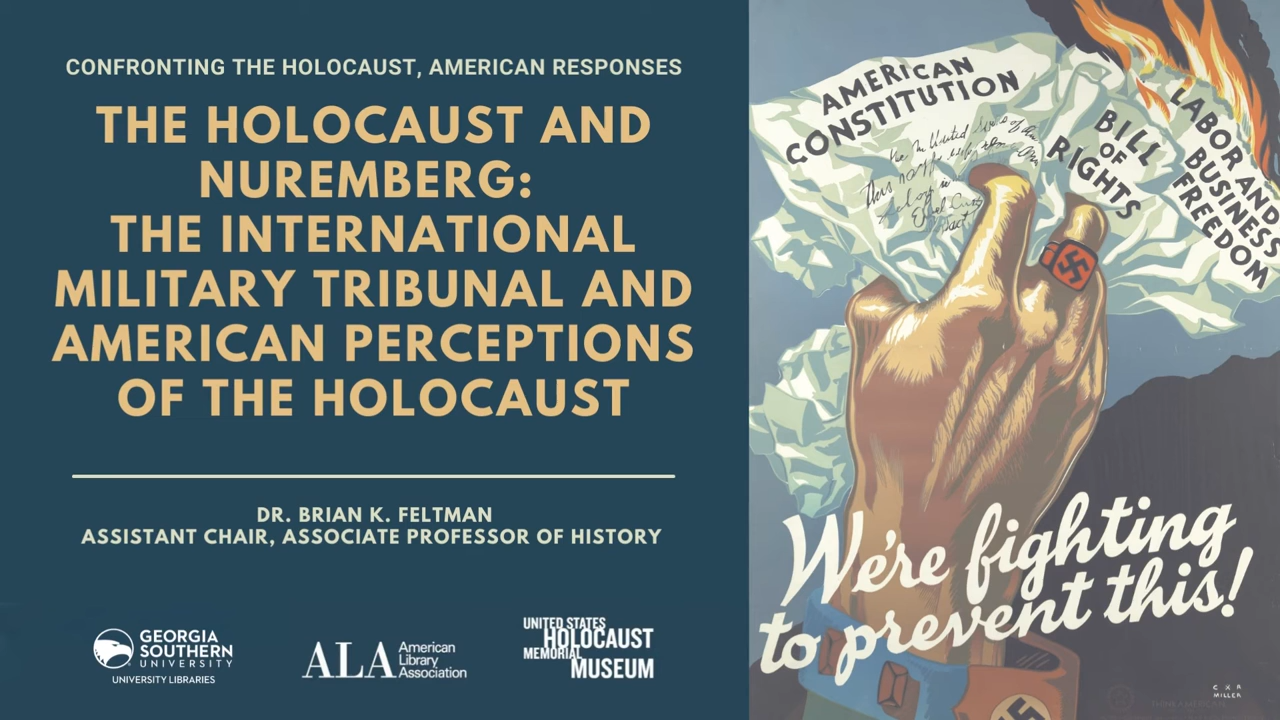 CONFRONTING THE HOLOCAUST, AMERICAN RESPONSES
THE HOLOCAUST AND
NUREMBERG:
THE INTERNATIONAL
MILITARY TRIBUNAL AND
AMERICAN PERCEPTIONS
OF THE HOLOCAUST
DR. BRIAN K. FELTMAN
ASSISTANT CHAIR, ASSOCIATE PROFESSOR OF HISTORY
GEORGIA
SOUTHERN
UNIVERSITY
UNIVERSITY LIBRARIES
ALA American
Library
Association
UNITED STATES
HOLOCAUST
MEMORIAL
MUSEUM
AMERICAN
CONSTITUTION
BILL
OF
RIGHTS
LABOR AND
BUSINESS
FREEDOM
We're fighting
to prevent this!
C X R
MILLER